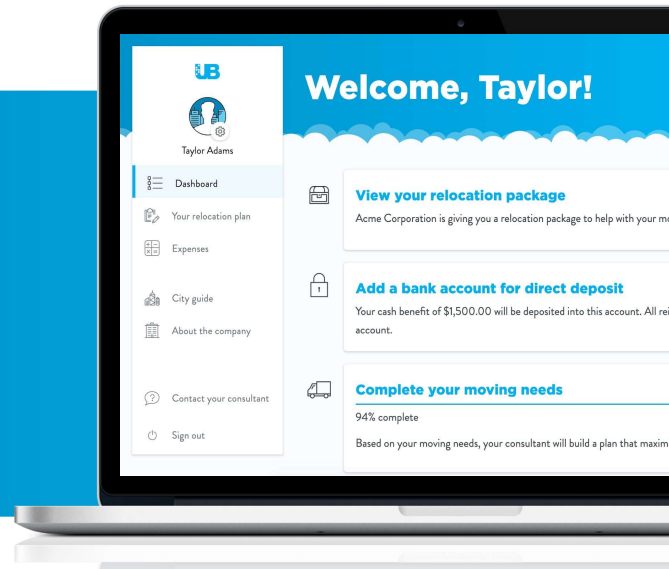 UB
Taylor Adams
Dashboard
Your relocation plan
Expenses
City guide
About the company
Contact your consultant
Sign out
Welcome, Taylor!
View your relocation package
Acme Corporation is giving you a relocation package to help with your
Add a bank account for direct deposit
Your cash benefit of $1,500.00 will be deposited into this account. All
account.
Complete your moving needs
94% complete
Based on your moving needs, your consultant will build a plan that